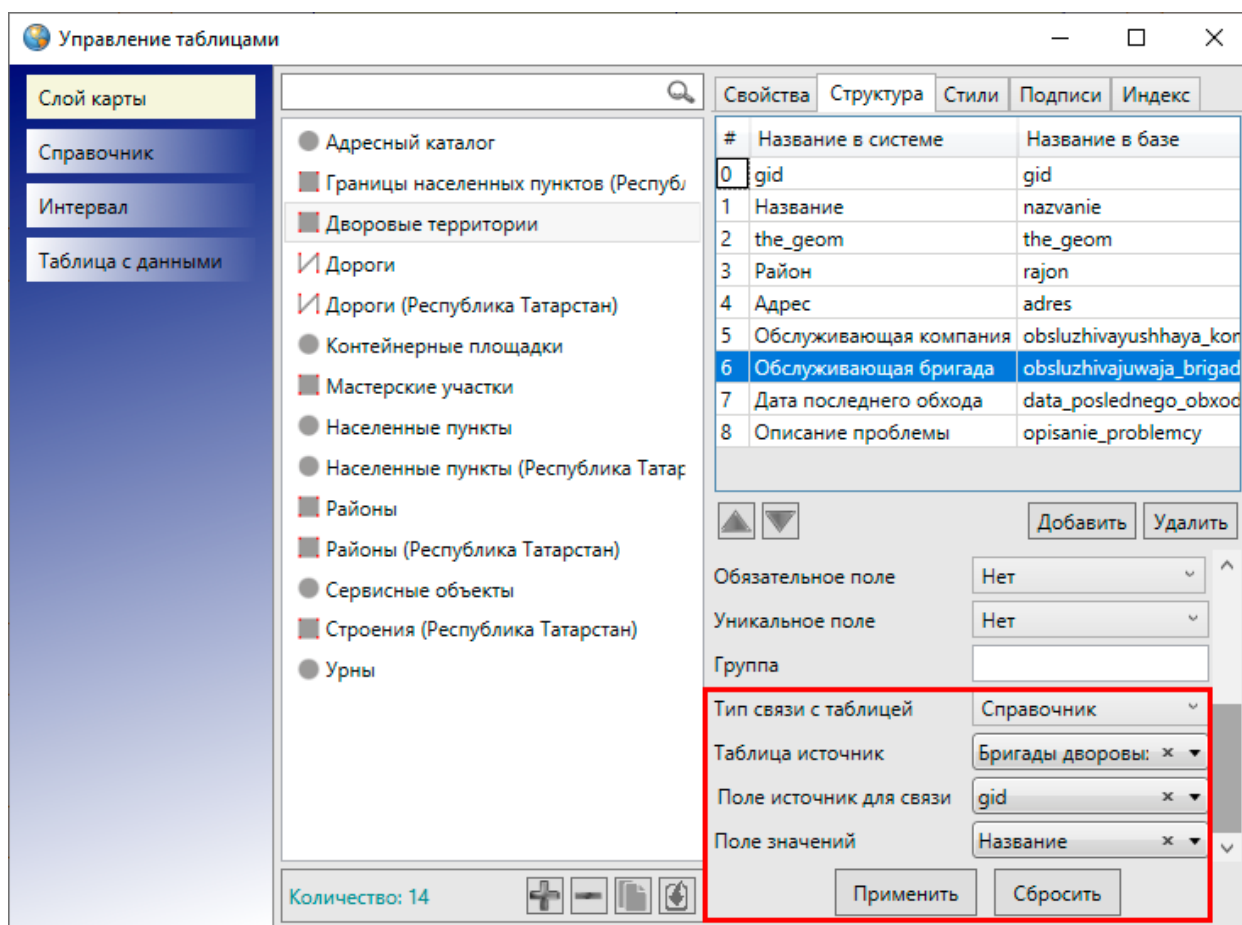 Управление таблицами
Слой карты
Справочник
Интервал
Таблица с данными
Адресный каталог
Границы населенных пунктов (Республ
Дворовые территории
Дороги
Дороги (Республика Татарстан)
Контейнерные площадки
Мастерские участки
Населенные пункты
Населенные пункты (Республика Татар
Районы
Районы (Республика Татарстан)
Сервисные объекты
Строения (Республика Татарстан)
Урны
Количество: 14
Свойства Структура Стили Подписи Индекс
# Название в системе Название в базе
0 gid gid
1 Название nazvanie
2 the_geom the_geom
3 Район rajon
4 Адрес adres
5 Обслуживающая компания obsluzhivayushhaya_kon
6 Обслуживающая бригада obsluzhivajuwaja_brigad
7 Дата последнего обхода data_poslednego_obxod
8 Описание проблемы opisanie_problemcy
Добавить Удалить
Обязательное поле Нет
Уникальное поле Нет
Группа
Тип связи с таблицей Справочник
Таблица источник Бригады дворовы:
Поле источник для связи gid
Поле значений Название
Применить Сбросить